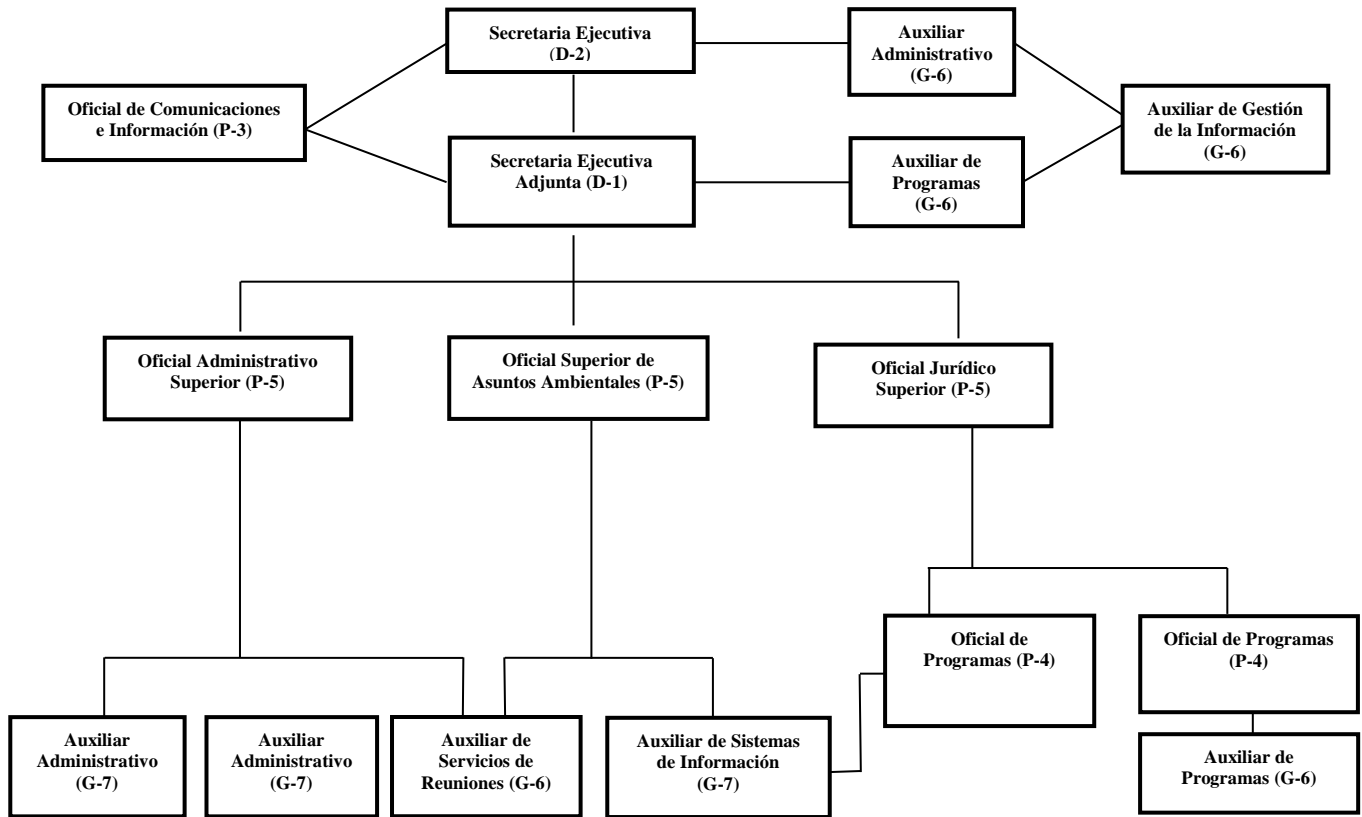 Secretaria Ejecutiva
(D-2)
Auxiliar
Administrativo
(G-6)
Oficial de Comunicaciones
e Información (P-3)
Auxiliar de Gestión
de la Información
(G-6)
Secretaria Ejecutiva
Adjunta (D-1)
Auxiliar de
Programas
(G-6)
Oficial Administrativo
Superior (P-5)
Oficial Superior de
Asuntos Ambientales (P-5)
Oficial Jurídico
Superior (P-5)
Oficial de
Programas (P-4)
Oficial de Programas
(P-4)
Auxiliar
Administrativo
(G-7)
Auxiliar
Administrativo
(G-7)
Auxiliar de
Servicios de
Reuniones (G-6)
Auxiliar de Sistemas
de Información
(G-7)
Auxiliar de
Programas (G-6)